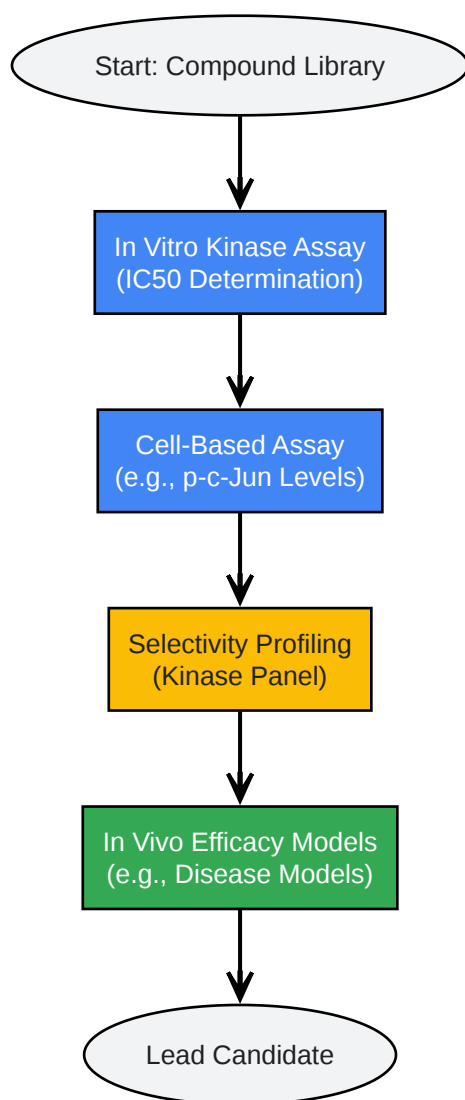 Start: Compound Library
In Vitro Kinase Assay
(IC50 Determination)
Cell-Based Assay
(e.g., p-c-Jun Levels)
Selectivity Profiling
(Kinase Panel)
In Vivo Efficacy Models
(e.g., Disease Models)
Lead Candidate